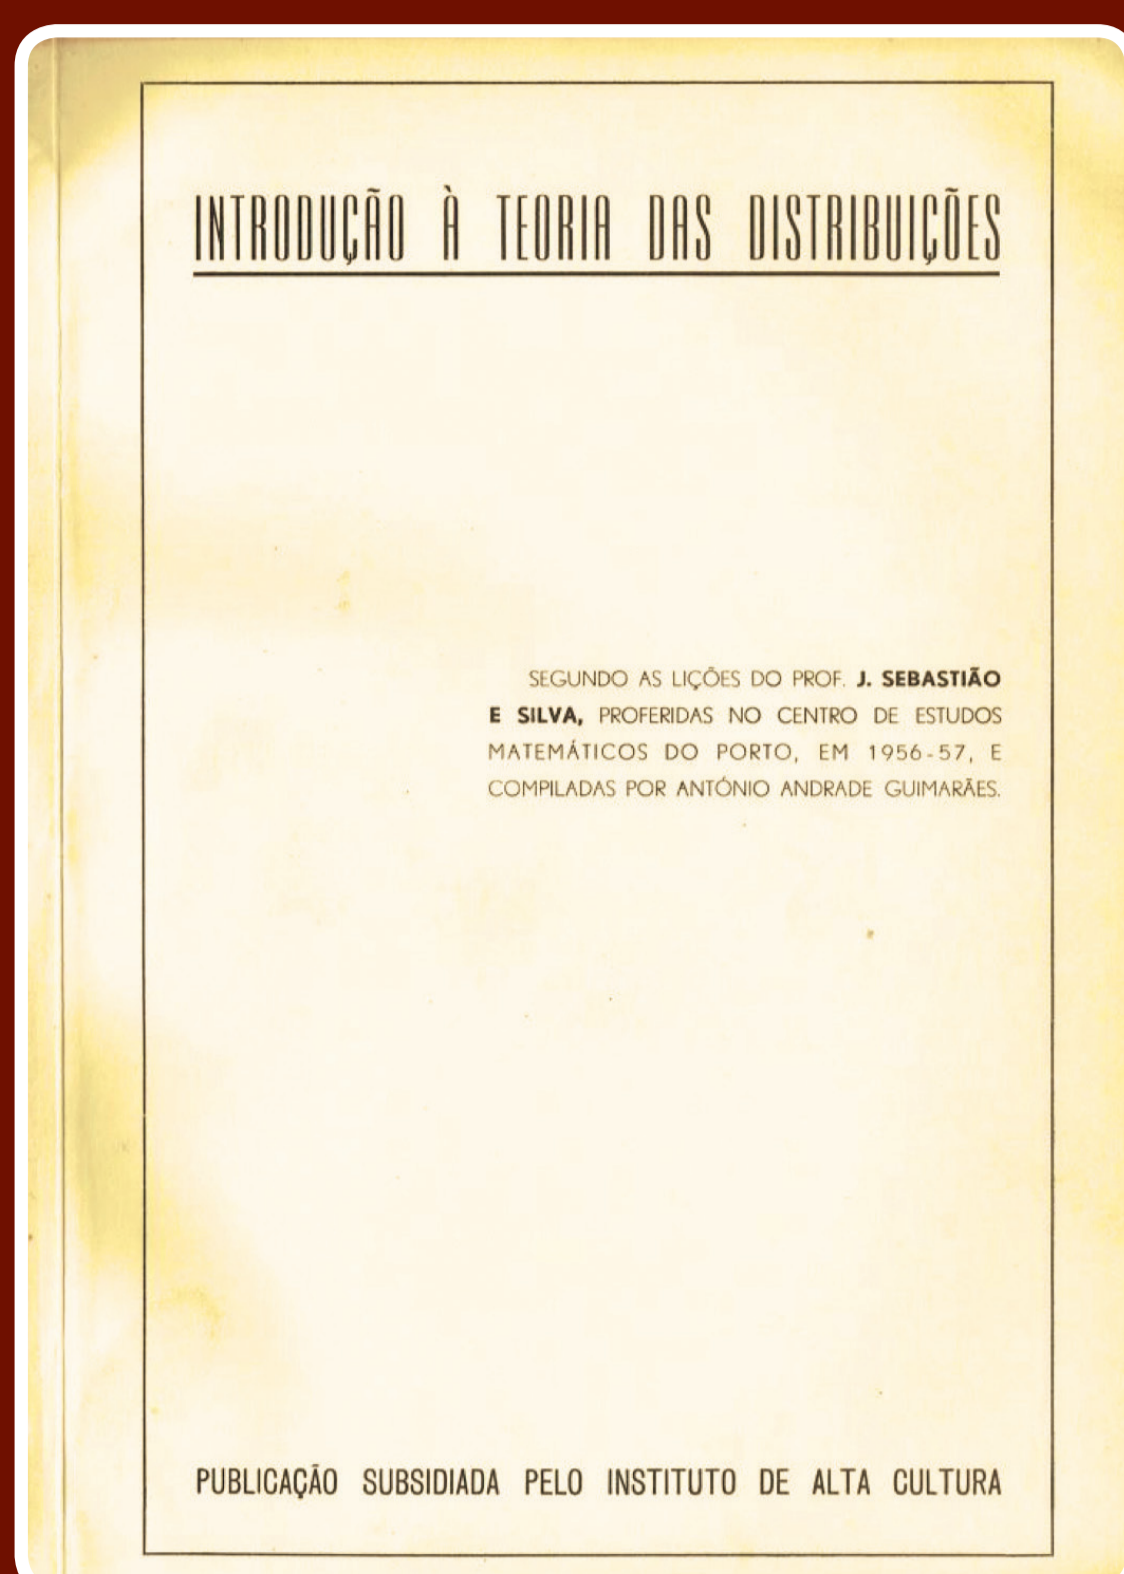 INTRODUÇÃO À TEORIA DAS DISTRIBUIÇÕES
SEGUNDO AS LIÇÕES DO PROF. J. SEBASTIÃO
E SILVA, PROFERIDAS NO CENTRO DE ESTUDOS
MATEMÁTICOS DO PORTO, EM 1956-57, E
COMPILADAS POR ANTÓNIO ANDRADE GUIMARÃES.
PUBLICAÇÃO SUBSIDIADA PELO INSTITUTO DE ALTA CULTURA